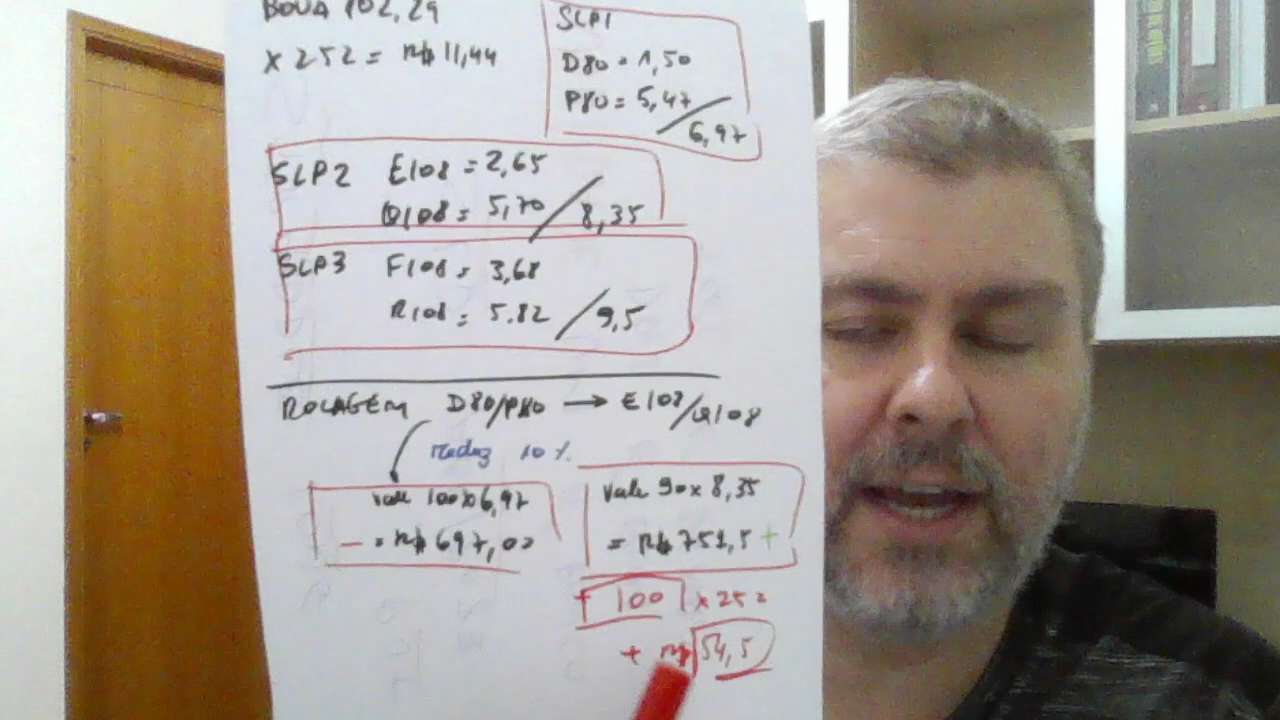 BOVA 102,29
x 252 = R$ 11,44
SLP1
D80 = 1,50
P80 = 5,47
6,97
SLP2 E108 = 2,65
Q108 = 5,70 / 8,35
SLP3 F108 = 3,68
R108 = 5.82 / 9,5
ROLAGEM D80/P80 → E108/Q108
Reduz 10%.
Vale 100x6,97
- = R$ 697,00
Vale 90x 8,35
= R$ 751,5 +
100 x 252
+ R$ 54,5